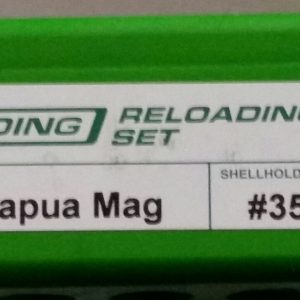 DING RELOADING
SET
SHELLHOLD
apua Mag #35